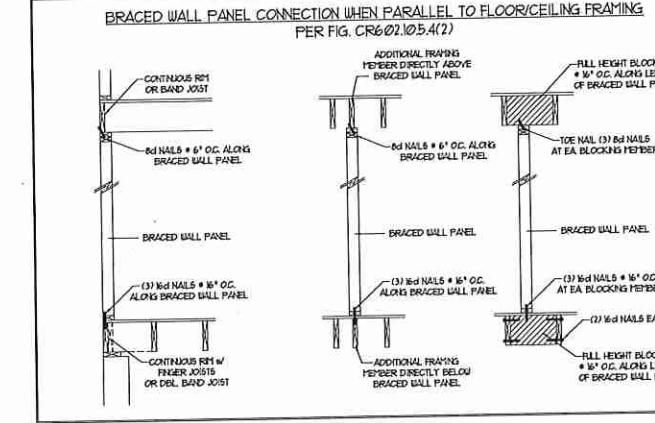 BRACED WALL PANEL CONNECTION WHEN PARALLEL TO FLOOR/CEILING FRAMING
PER FIG. CR602.10.5.4(2)
CONTINUOUS RIM
OR BAND JOIST
8d NAILS @ 6" O.C. ALONG
BRACED WALL PANEL
BRACED WALL PANEL
(3) 16d NAILS @ 16" O.C.
ALONG BRACED WALL PANEL
CONTINUOUS RIM w/
FINGER JOISTS
OR DBL. BAND JOIST
ADDITIONAL FRAMING
MEMBER DIRECTLY ABOVE
BRACED WALL PANEL
8d NAILS @ 6" O.C. ALONG
BRACED WALL PANEL
BRACED WALL PANEL
(3) 16d NAILS @ 16" O.C.
ALONG BRACED WALL PANEL
ADDITIONAL FRAMING
MEMBER DIRECTLY BELOW
BRACED WALL PANEL
FULL HEIGHT BLOC
@ 16" O.C. ALONG LE
OF BRACED WALL P
TOE NAIL (3) 8d NAILS
AT EA. BLOCKING MEMBER
BRACED WALL PANEL
(3) 16d NAILS @ 16" O.C.
AT EA. BLOCKING MEMBE
(2) 16d NAILS EA
FULL HEIGHT BLOC
@ 16" O.C. ALONG L
OF BRACED WALL